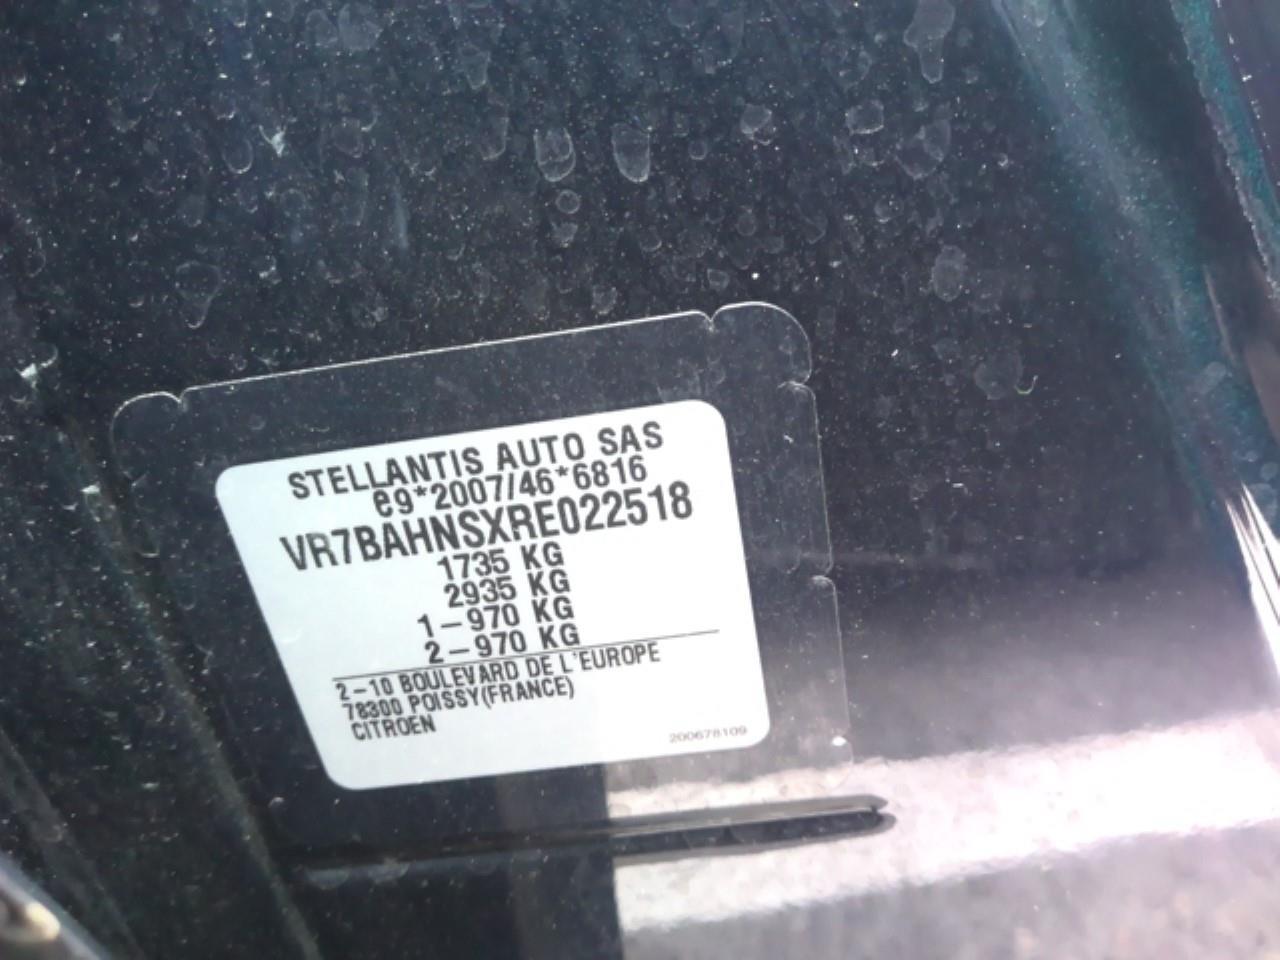 STELLANTIS AUTO SAS
e9*2007/46*6816
VR7BAHNSXRE022518
1735 KG
2935 KG
1-970 KG
2-970 KG
2-10 BOULEVARD DE L'EUROPE
78300 POISSY(FRANCE)
CITROEN
200678109